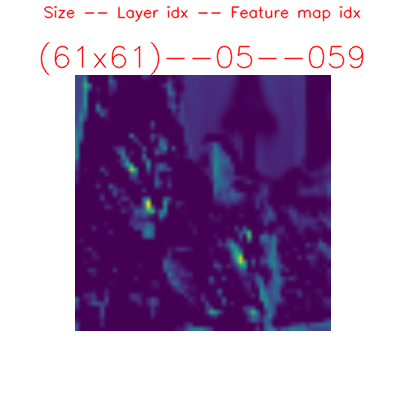 Size -- Layer idx -- Feature map idx
(61x61)--05--059